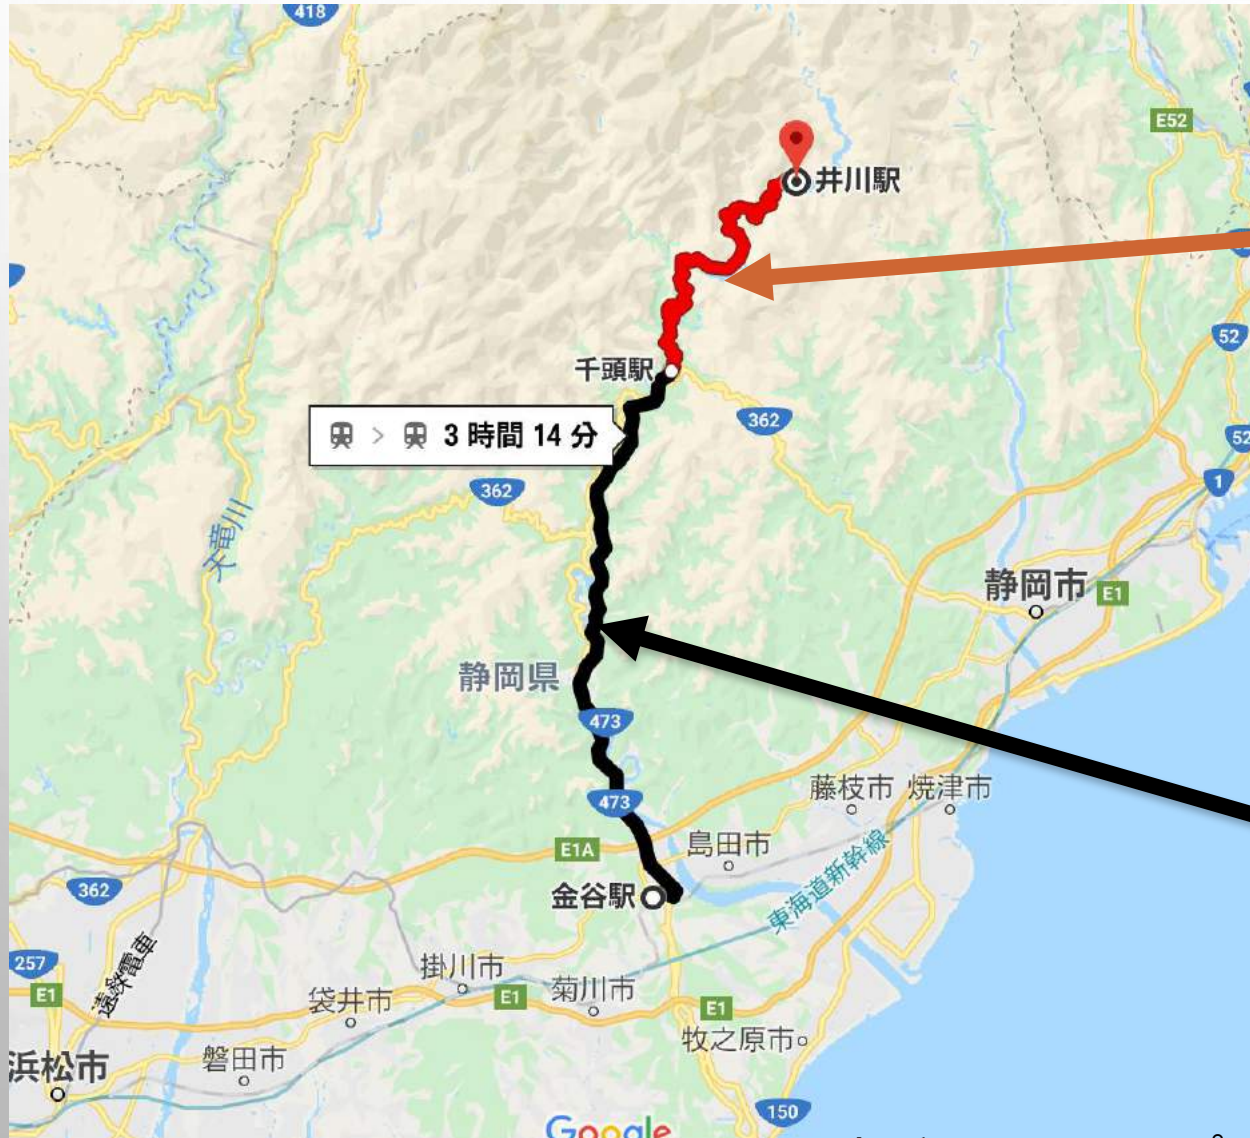 418
E52
井川駅
52
千頭駅
362
3 時間 14 分
52
362
1
天竜川
静岡市
E1
静岡県
473
藤枝市 焼津市
473
島田市
E1A
362
金谷駅
東海道新幹線
遠鉄電車
257
掛川市
E1
菊川市
E1
袋井市
E1
牧之原市
浜松市
磐田市
150
Google